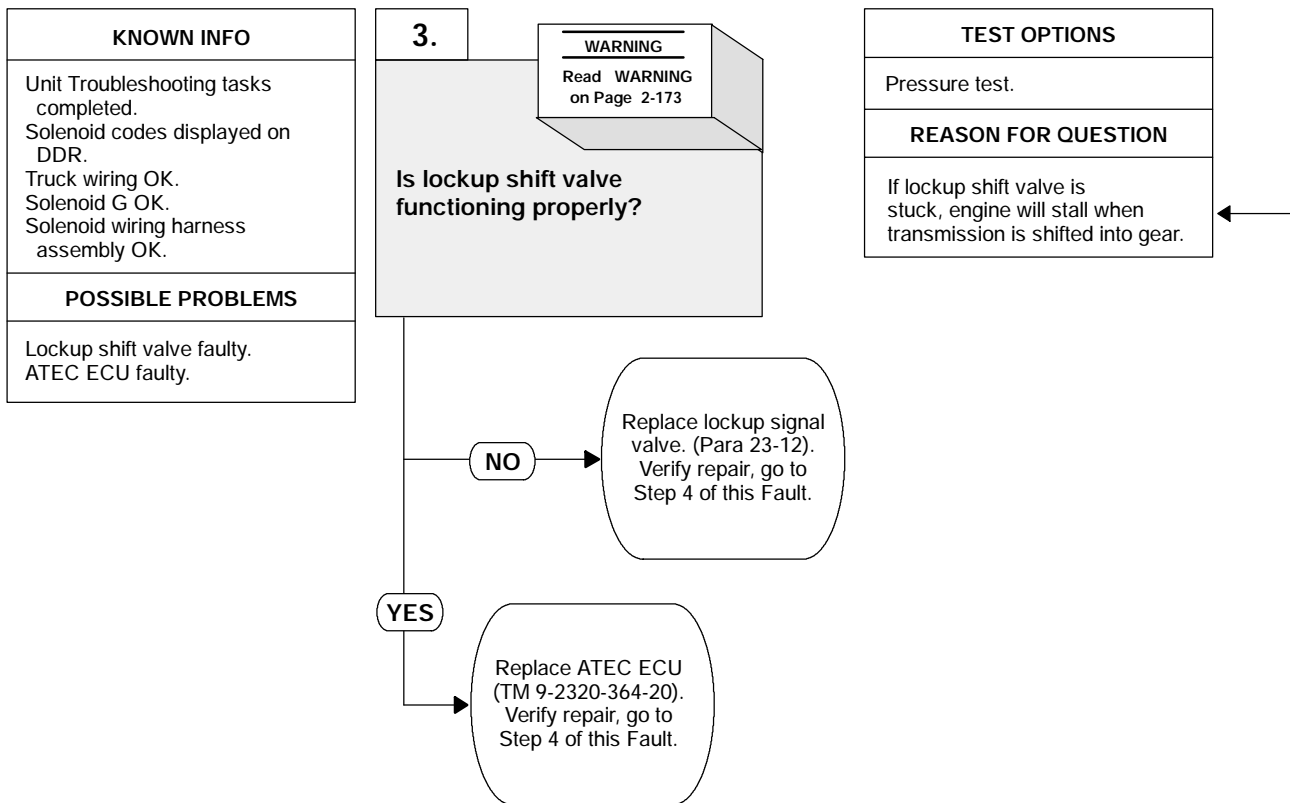 KNOWN INFO
Unit Troubleshooting tasks
completed.
Solenoid codes displayed on
DDR.
Truck wiring OK.
Solenoid G OK.
Solenoid wiring harness
assembly OK.
POSSIBLE PROBLEMS
Lockup shift valve faulty.
ATEC ECU faulty.
3.
WARNING
Read WARNING
on Page 2-173
Is lockup shift valve
functioning properly?
TEST OPTIONS
Pressure test.
REASON FOR QUESTION
If lockup shift valve is
stuck, engine will stall when
transmission is shifted into gear.
NO
Replace lockup signal
valve. (Para 23-12).
Verify repair, go to
Step 4 of this Fault.
YES
Replace ATEC ECU
(TM 9-2320-364-20).
Verify repair, go to
Step 4 of this Fault.